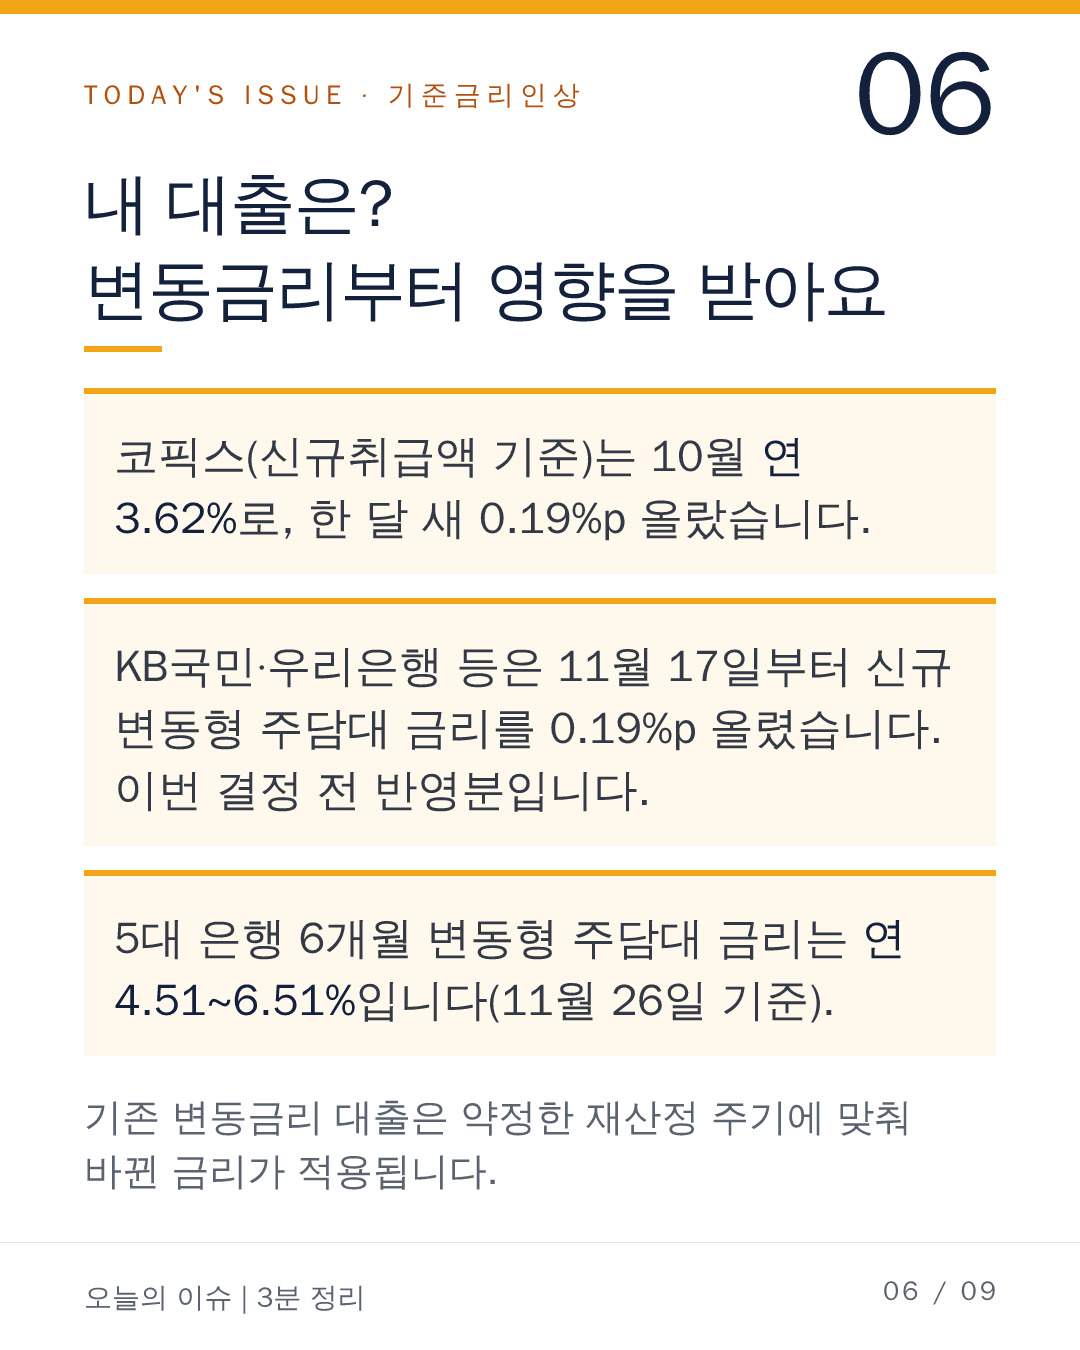 TODAY'S ISSUE · 기준금리인상
06
내 대출은?
변동금리부터 영향을 받아요
코픽스(신규취급액 기준)는 10월 연
3.62%로, 한 달 새 0.19%p 올랐습니다.
KB국민·우리은행 등은 11월 17일부터 신규
변동형 주담대 금리를 0.19%p 올렸습니다.
이번 결정 전 반영분입니다.
5대 은행 6개월 변동형 주담대 금리는 연
4.51~6.51%입니다(11월 26일 기준).
기존 변동금리 대출은 약정한 재산정 주기에 맞춰
바뀐 금리가 적용됩니다.
오늘의 이슈 | 3분 정리
06 / 09